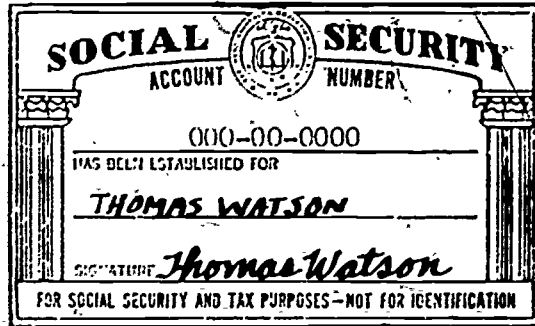 SOCIAL SECURITY
ACCOUNT NUMBER
000-00-0000
HAS BEEN ESTABLISHED FOR
THOMAS WATSON
SIGNATURE Thomas Watson
FOR SOCIAL SECURITY AND TAX PURPOSES—NOT FOR IDENTIFICATION